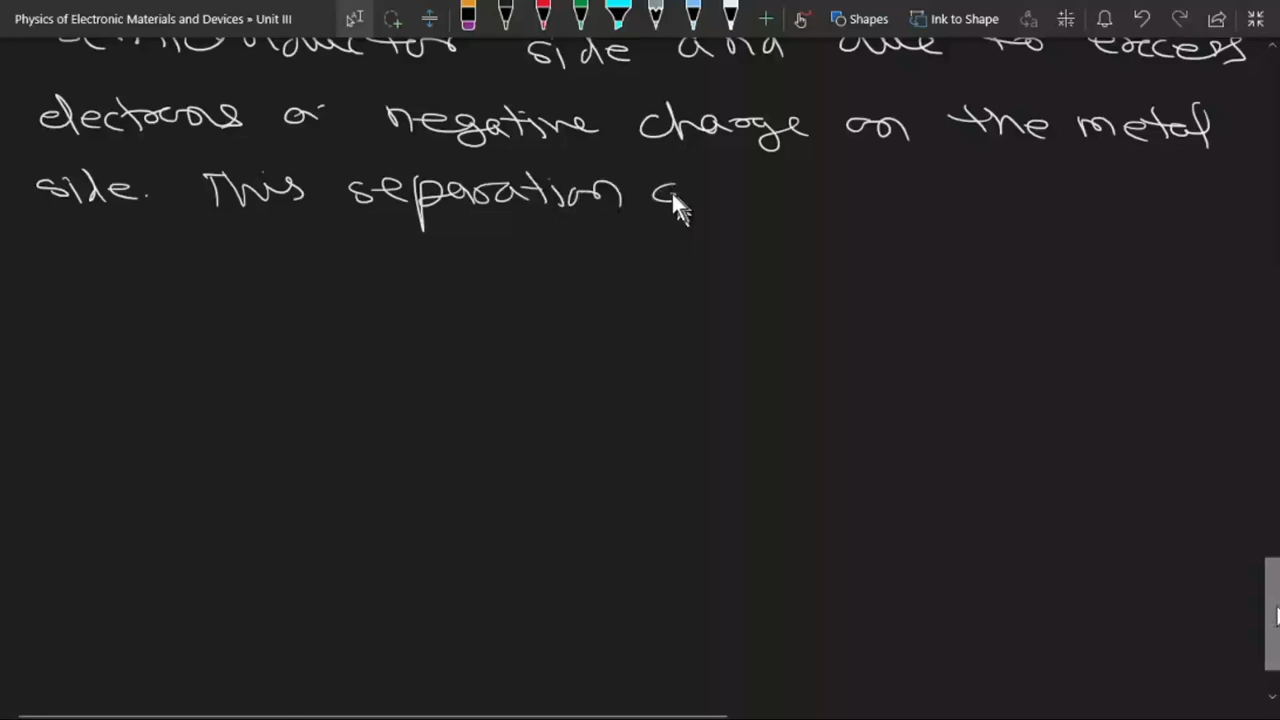 Physics of Electronic Materials and Devices » Unit III
Shapes
Ink to Shape
semiconductor side and due to excess
electrons or negative charge on the metal
side. This separation